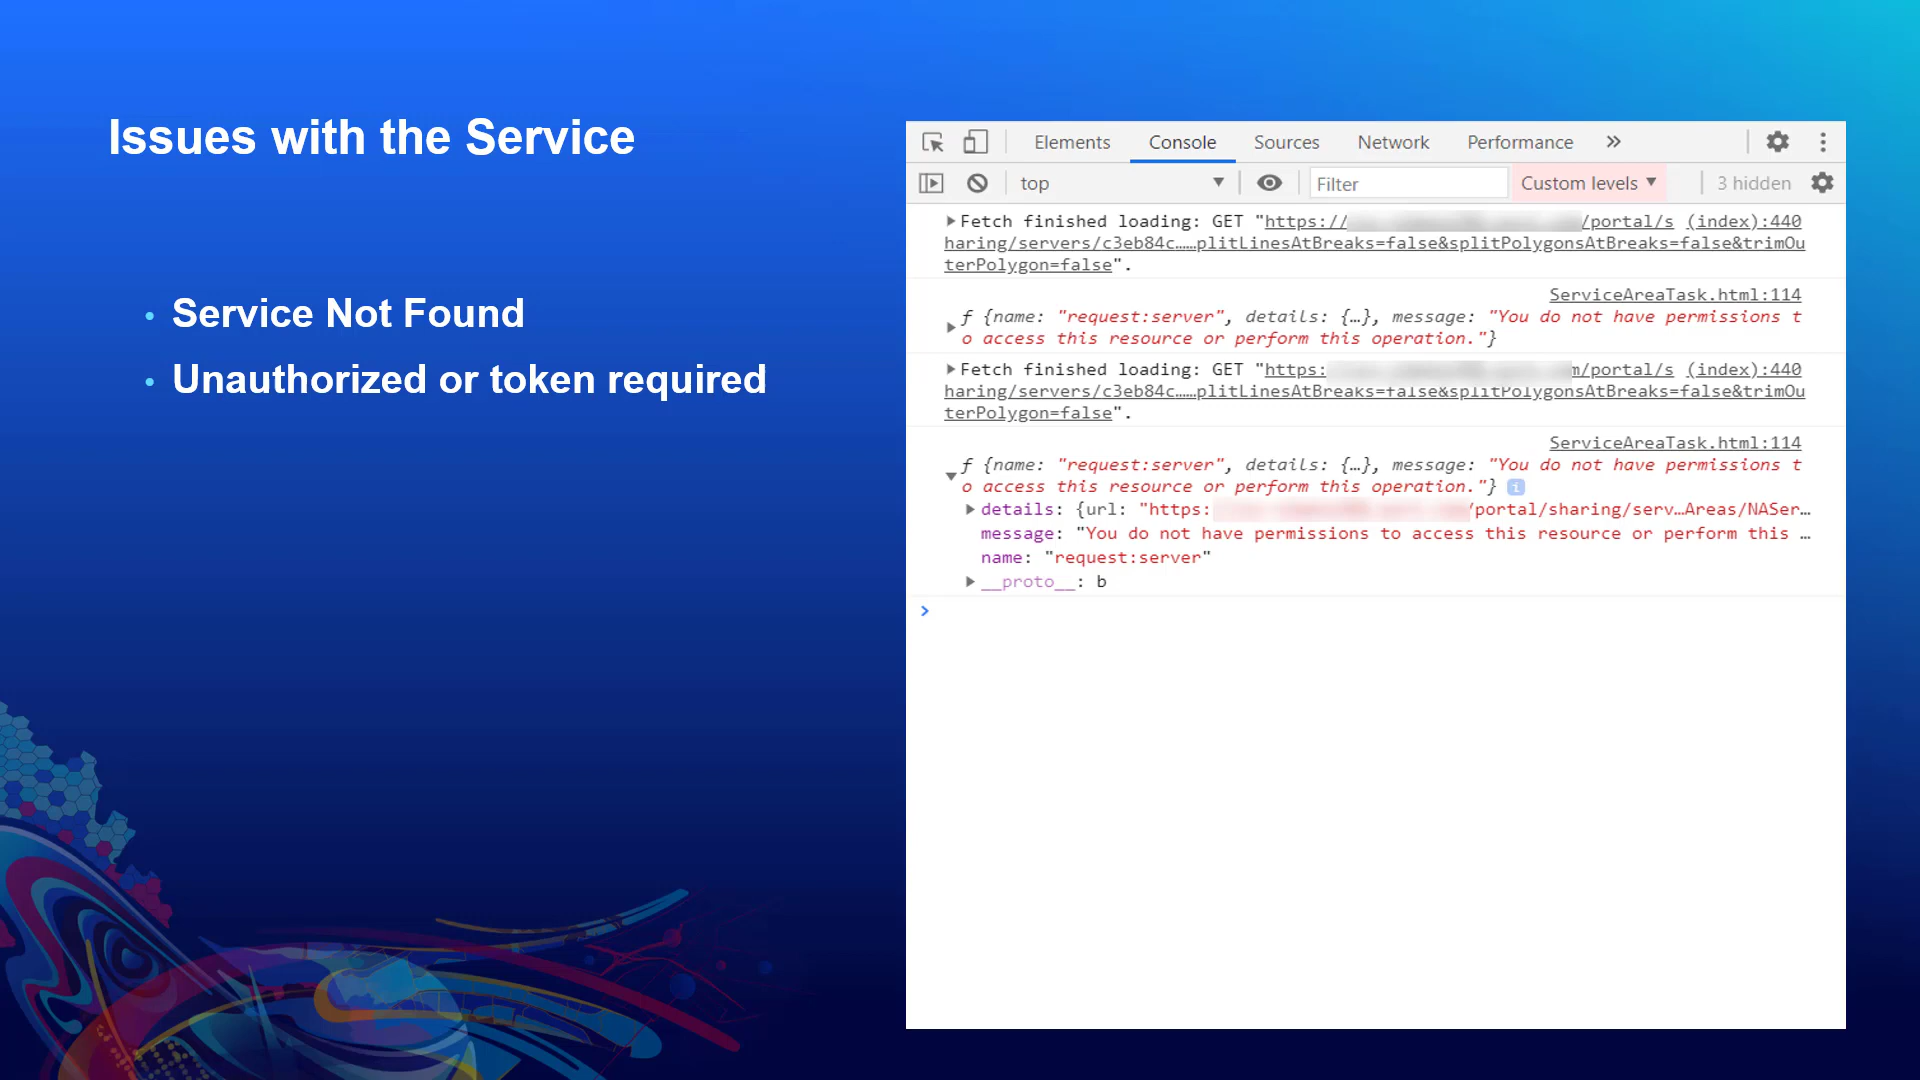 Issues with the Service
• Service Not Found
• Unauthorized or token required
Elements Console Sources Network Performance »
top Filter Custom levels 3 hidden
Fetch finished loading: GET "https:// /portal/s (index):440
haring/servers/c3eb84c……plitLinesAtBreaks=false&splitPolygonsAtBreaks=false&trimOu
terPolygon=false".
ServiceAreaTask.html:114
ƒ {name: "request:server", details: {…}, message: "You do not have permissions t
o access this resource or perform this operation."}
Fetch finished loading: GET "https: m/portal/s (index):440
haring/servers/c3eb84c……plitLinesAtBreaks=false&splitPolygonsAtBreaks=false&trimOu
terPolygon=false".
ServiceAreaTask.html:114
ƒ {name: "request:server", details: {…}, message: "You do not have permissions t
o access this resource or perform this operation."} i
details: {url: "https: /portal/sharing/serv…Areas/NASer…
message: "You do not have permissions to access this resource or perform this …
name: "request:server"
__proto__: b
>